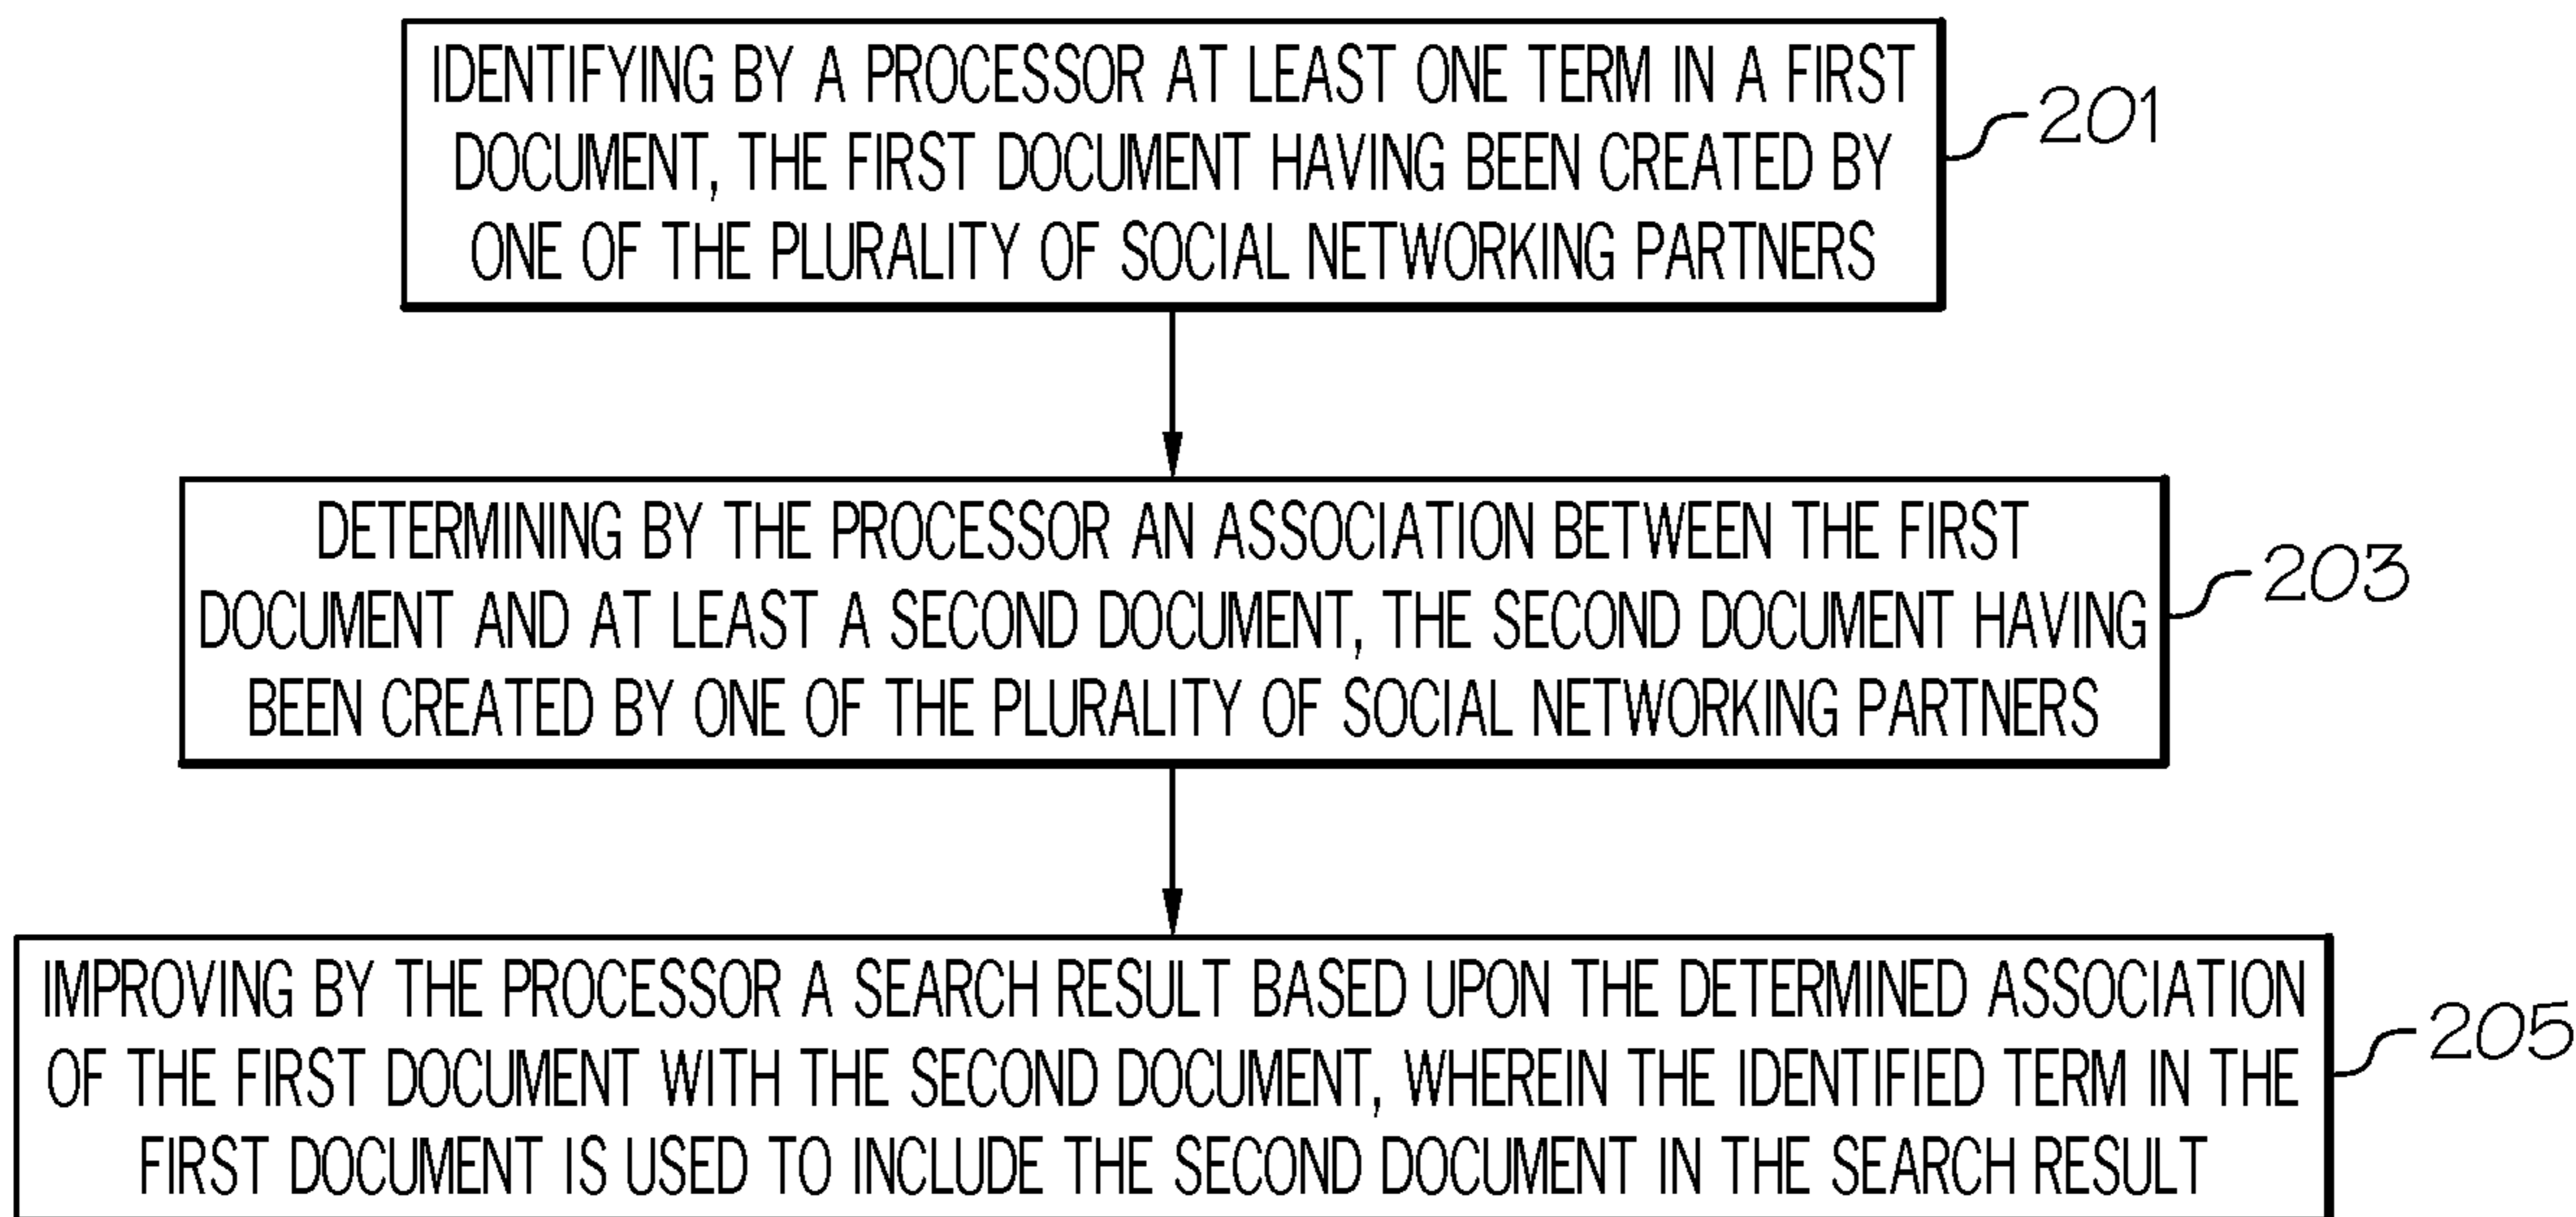 IDENTIFYING BY A PROCESSOR AT LEAST ONE TERM IN A FIRST
DOCUMENT, THE FIRST DOCUMENT HAVING BEEN CREATED BY
ONE OF THE PLURALITY OF SOCIAL NETWORKING PARTNERS
201
DETERMINING BY THE PROCESSOR AN ASSOCIATION BETWEEN THE FIRST
DOCUMENT AND AT LEAST A SECOND DOCUMENT, THE SECOND DOCUMENT HAVING
BEEN CREATED BY ONE OF THE PLURALITY OF SOCIAL NETWORKING PARTNERS
203
IMPROVING BY THE PROCESSOR A SEARCH RESULT BASED UPON THE DETERMINED ASSOCIATION
OF THE FIRST DOCUMENT WITH THE SECOND DOCUMENT, WHEREIN THE IDENTIFIED TERM IN THE
FIRST DOCUMENT IS USED TO INCLUDE THE SECOND DOCUMENT IN THE SEARCH RESULT
205